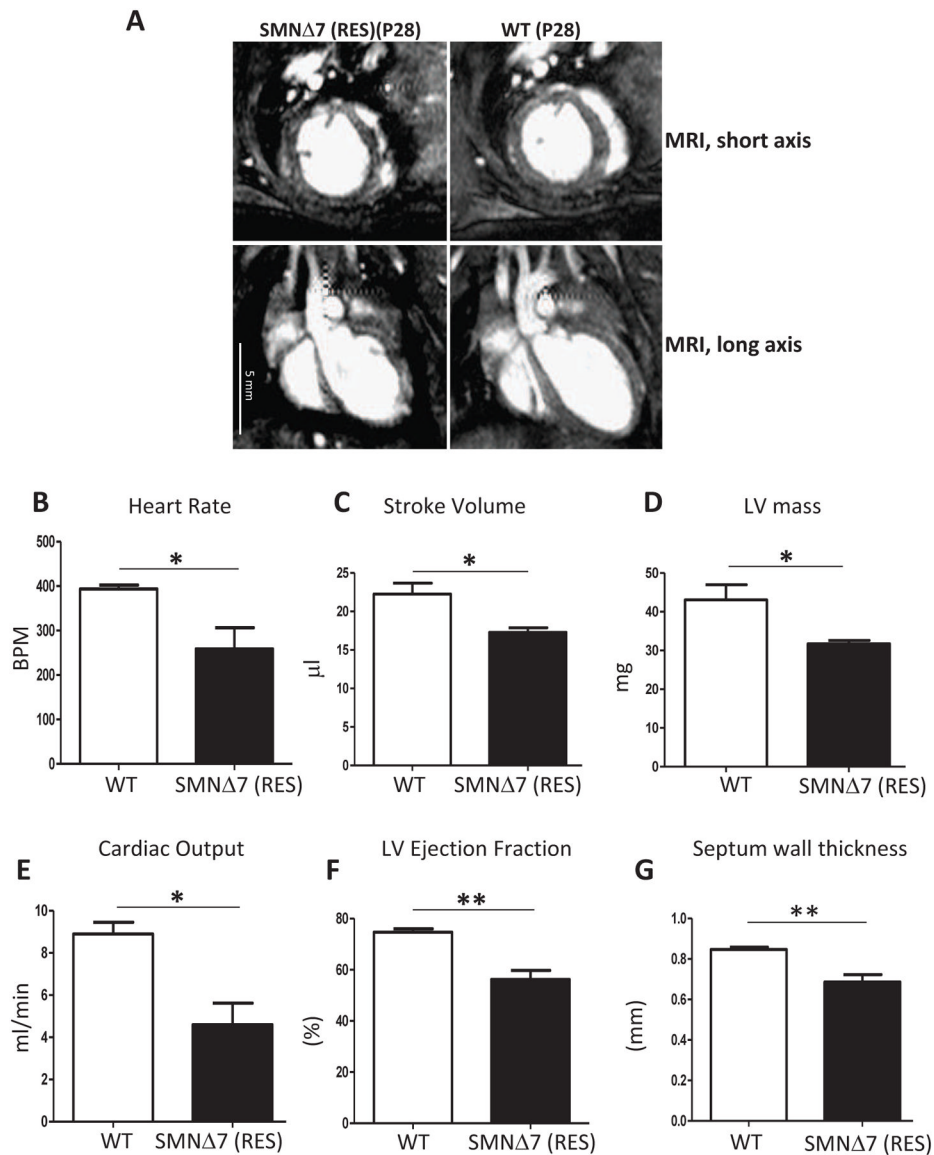 A
SMNΔ7 (RES)(P28) WT (P28)
MRI, short axis
MRI, long axis
5 mm
B Heart Rate
500
400
300
200
100
0
BPM
*
WT SMNΔ7 (RES)
C Stroke Volume
25
20
15
10
5
0
μl
*
WT SMNΔ7 (RES)
D LV mass
50
40
30
20
10
0
mg
*
WT SMNΔ7 (RES)
E Cardiac Output
10
8
6
4
2
0
ml/min
*
WT SMNΔ7 (RES)
F LV Ejection Fraction
80
60
40
20
0
(%)
**
WT SMNΔ7 (RES)
G Septum wall thickness
1.0
0.8
0.6
0.4
0.2
0.0
(mm)
**
WT SMNΔ7 (RES)